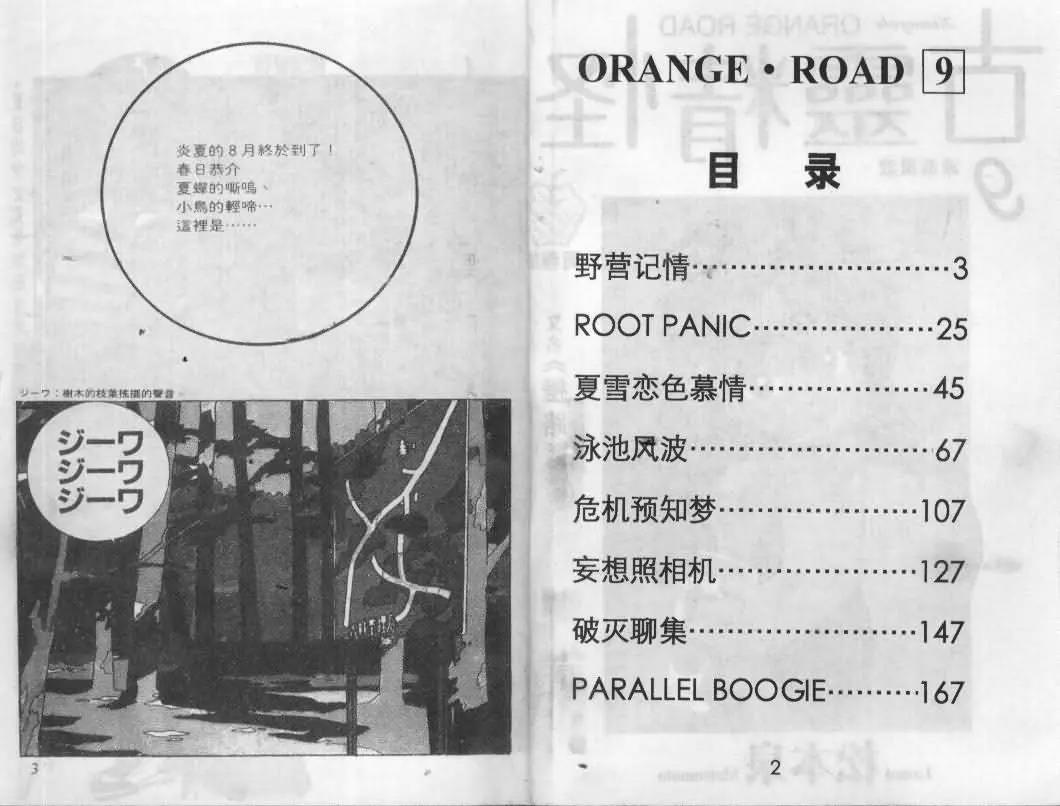 ORANGE・ROAD 9
目 录
野营记情························3
ROOT PANIC··················25
夏雪恋色慕情··················45
泳池风波························67
危机预知梦····················107
妄想照相机····················127
破灭聊集·······················147
PARALLEL BOOGIE·········167
2
炎夏的8月終於到了！
春日恭介
夏蟬的嘶鳴、
小鳥的輕啼…
這裡是……
ジーワ：樹木的枝葉搖擺的聲音。
ジーワ
ジーワ
ジーワ
3